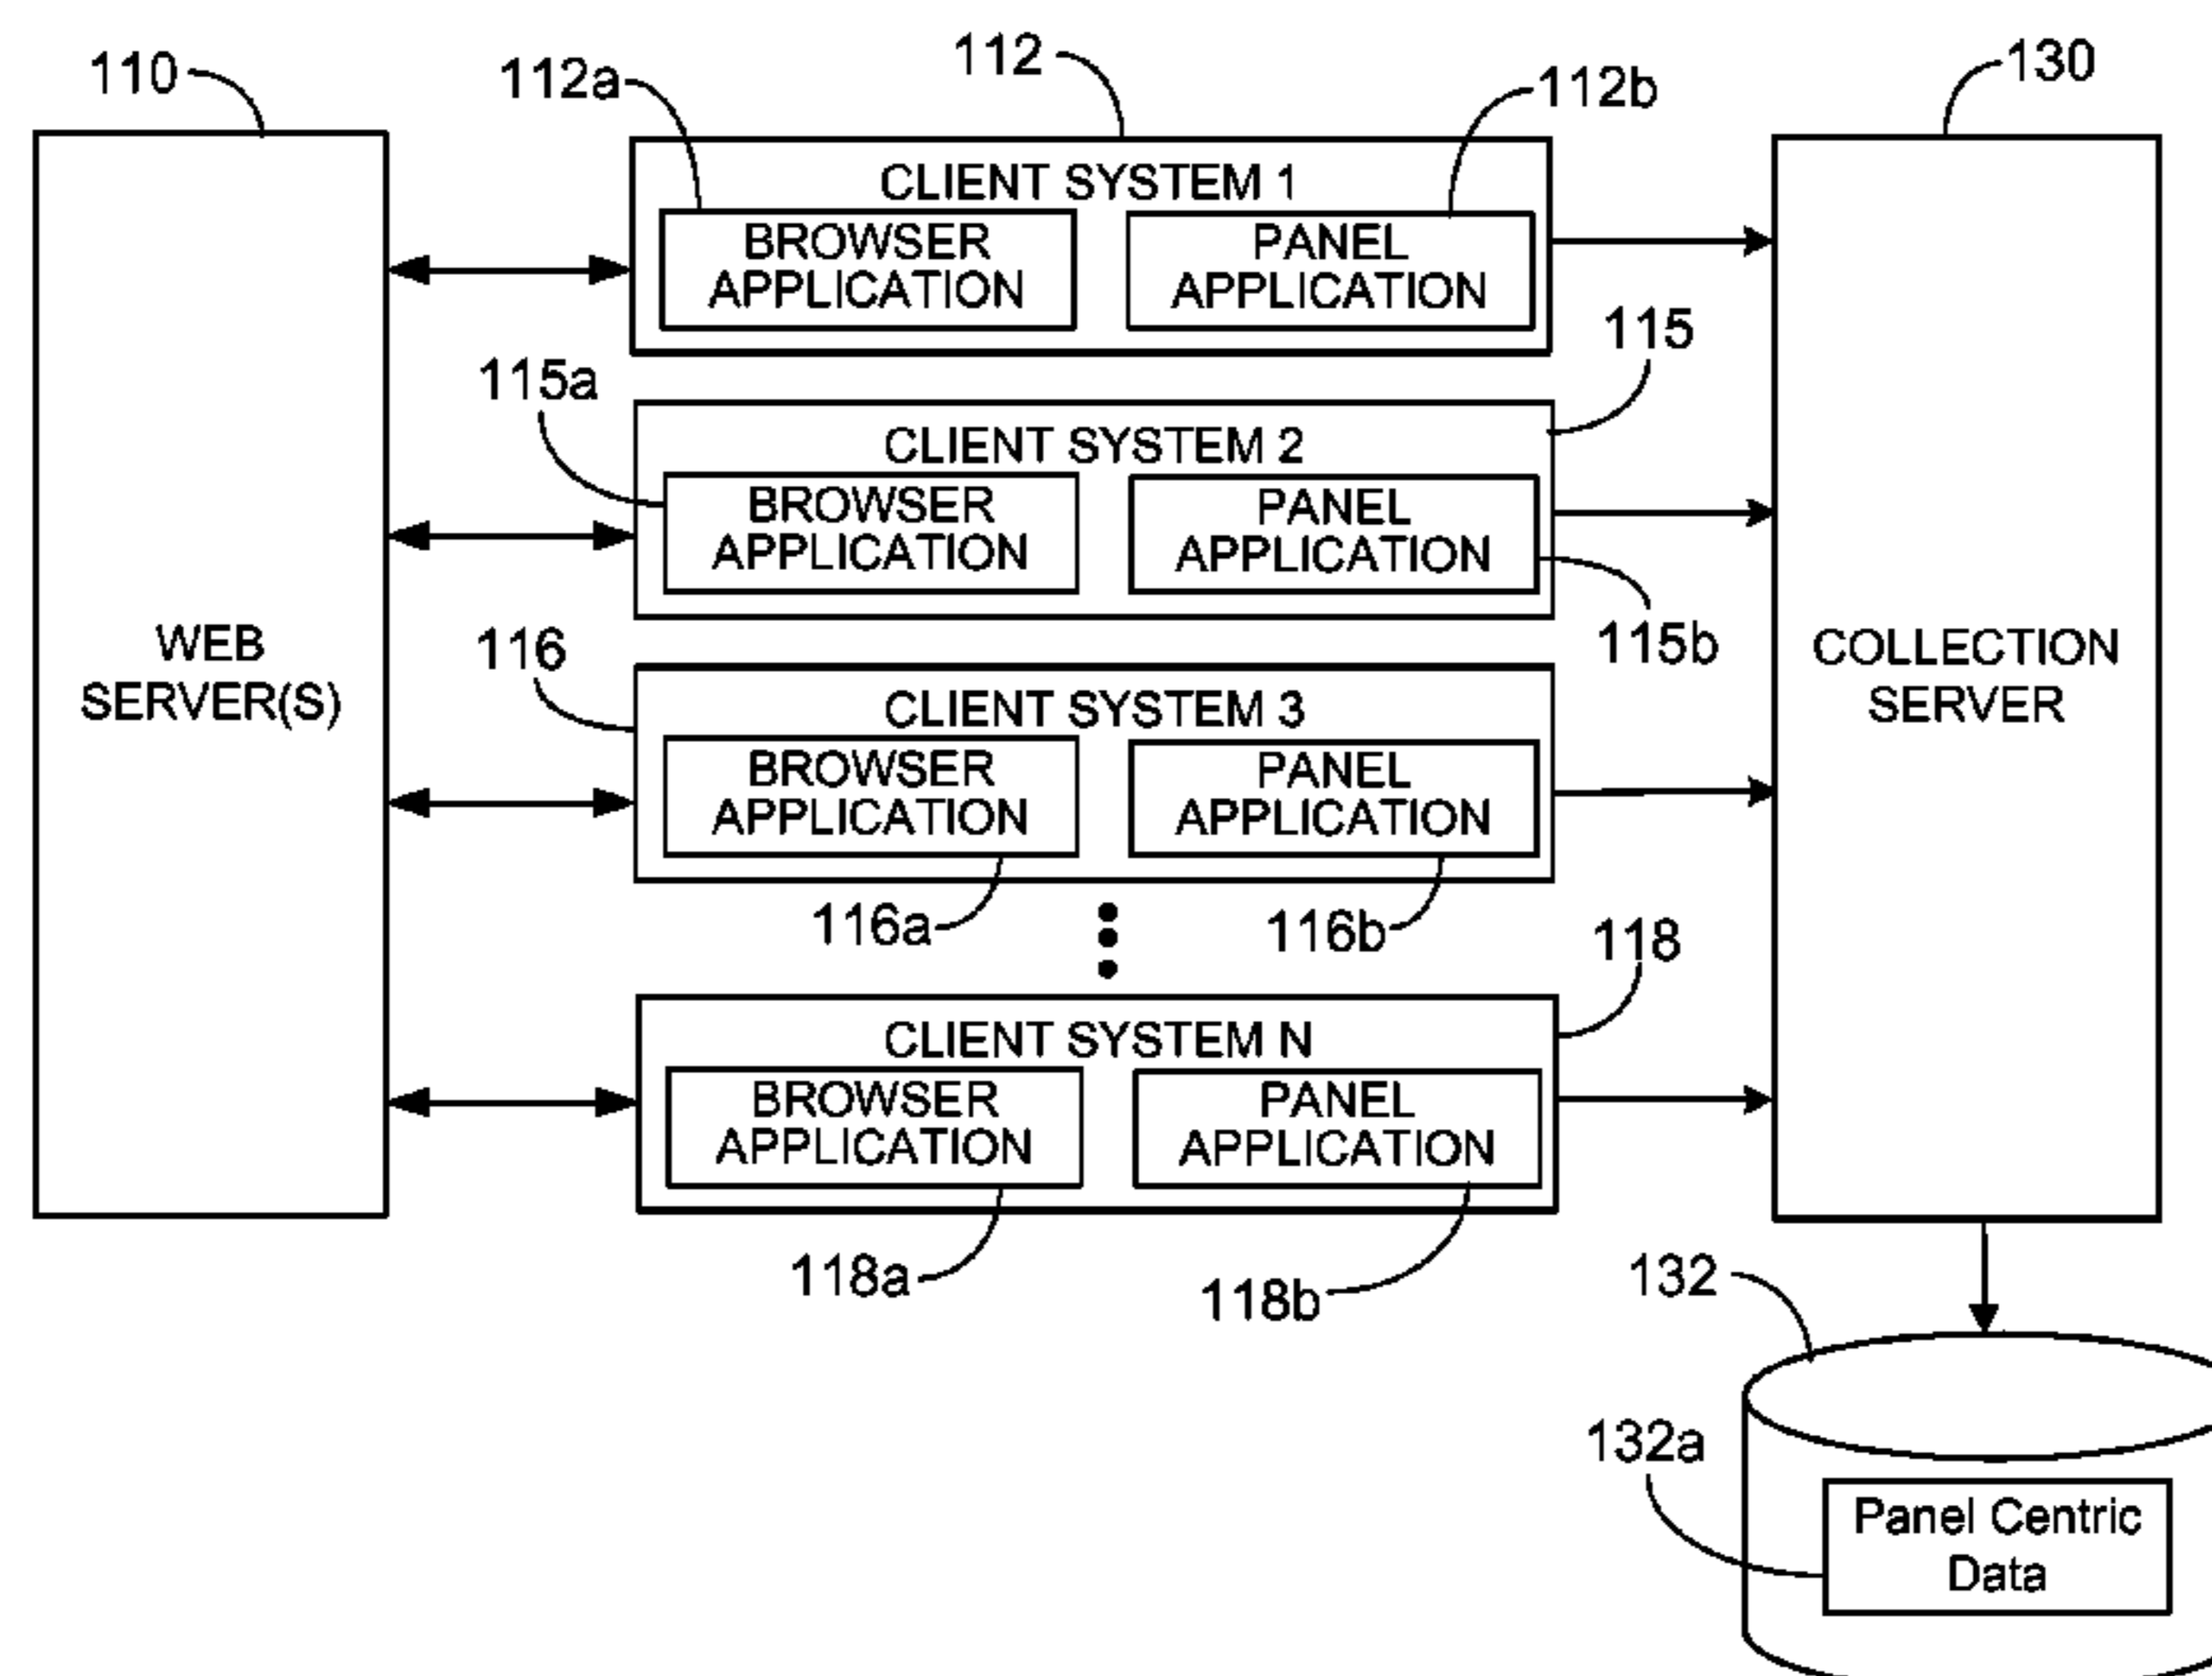 110
112a
112
112b
130
CLIENT SYSTEM 1
BROWSER
APPLICATION
PANEL
APPLICATION
115
115a
CLIENT SYSTEM 2
BROWSER
APPLICATION
PANEL
APPLICATION
115b
WEB
SERVER(S)
116
CLIENT SYSTEM 3
BROWSER
APPLICATION
PANEL
APPLICATION
COLLECTION
SERVER
116a
116b
118
CLIENT SYSTEM N
BROWSER
APPLICATION
PANEL
APPLICATION
118a
118b
132
132a
Panel Centric
Data